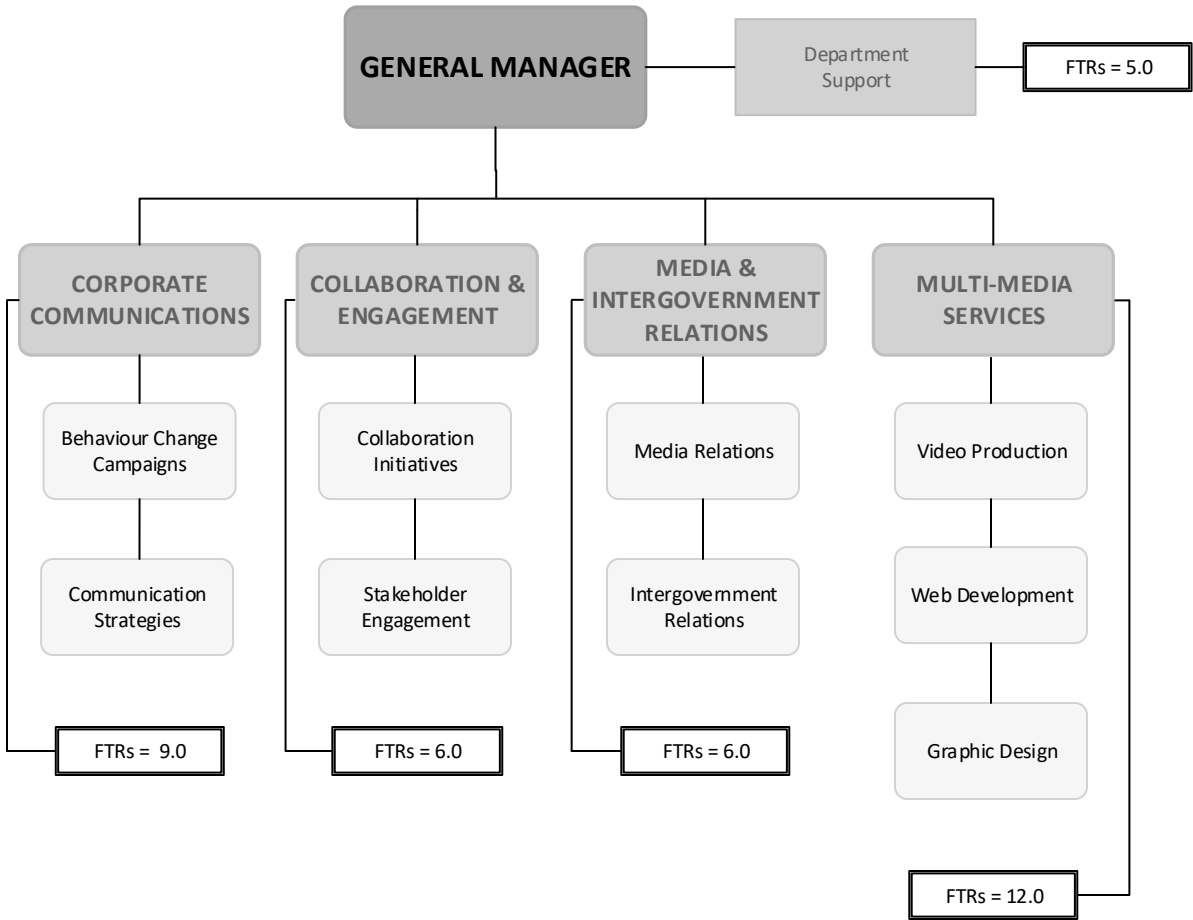 GENERAL MANAGER
Department
Support
FTRs = 5.0
CORPORATE
COMMUNICATIONS
COLLABORATION &
ENGAGEMENT
MEDIA &
INTERGOVERNMENT
RELATIONS
MULTI-MEDIA
SERVICES
Behaviour Change
Campaigns
Collaboration
Initiatives
Media Relations
Video Production
Communication
Strategies
Stakeholder
Engagement
Intergovernment
Relations
Web Development
FTRs = 9.0
FTRs = 6.0
FTRs = 6.0
Graphic Design
FTRs = 12.0